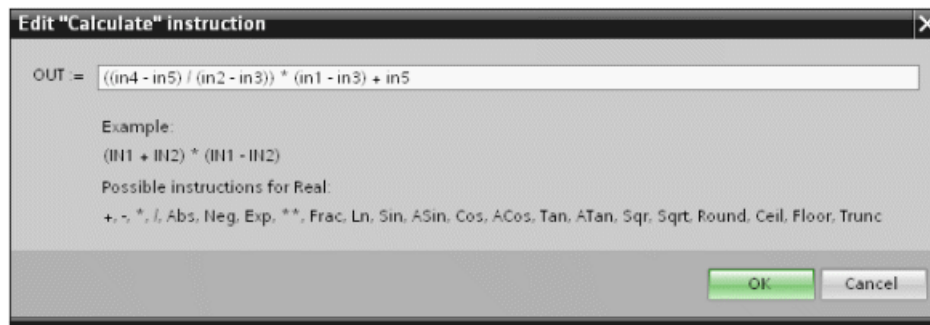 Edit "Calculate" instruction
OUT := ((in4 - in5) / (in2 - in3)) * (in1 - in3) + in5
Example:
(IN1 + IN2) * (IN1 - IN2)
Possible instructions for Real:
+, -, *, /, Abs, Neg, Exp, **, Frac, Ln, Sin, ASin, Cos, ACos, Tan, ATan, Sqr, Sqrt, Round, Ceil, Floor, Trunc
OK Cancel